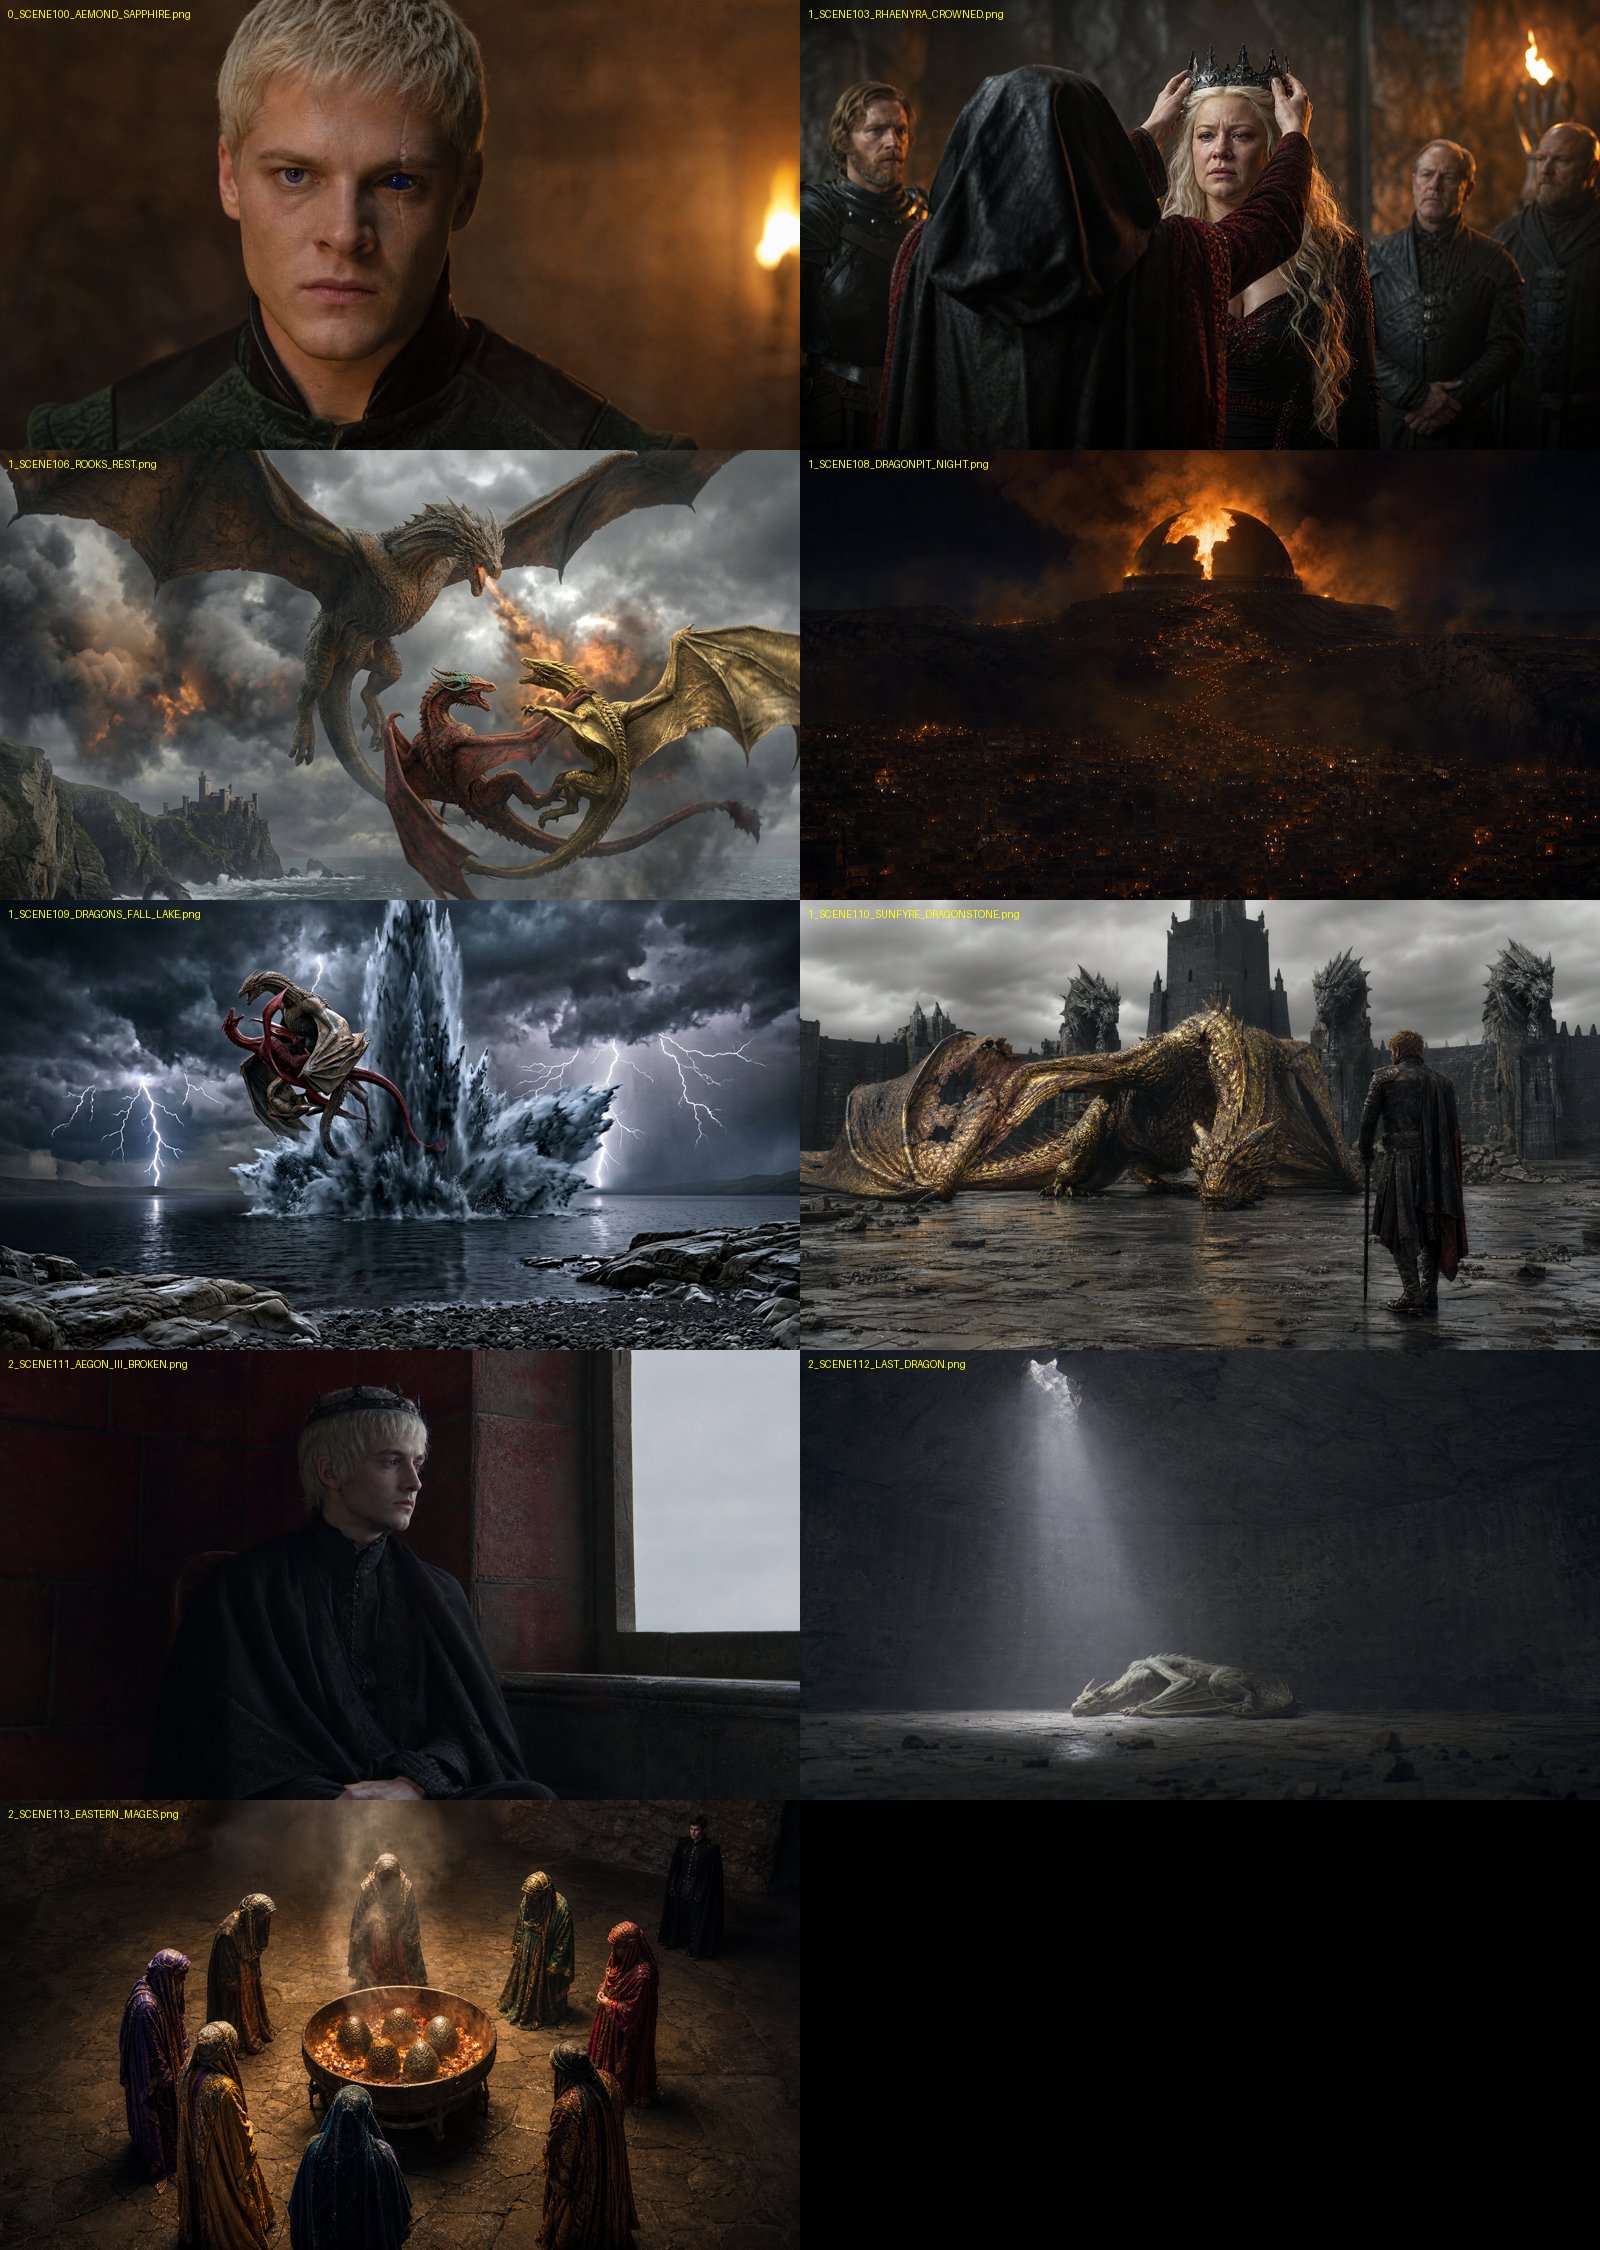 0_SCENE100_AEMOND_SAPPHIRE.png
1_SCENE103_RHAENYRA_CROWNED.png
1_SCENE106_ROOKS_REST.png
1_SCENE108_DRAGONPIT_NIGHT.png
1_SCENE109_DRAGONS_FALL_LAKE.png
1_SCENE110_SUNFYRE_DRAGONSTONE.png
2_SCENE111_AEGON_III_BROKEN.png
2_SCENE112_LAST_DRAGON.png
2_SCENE113_EASTERN_MAGES.png